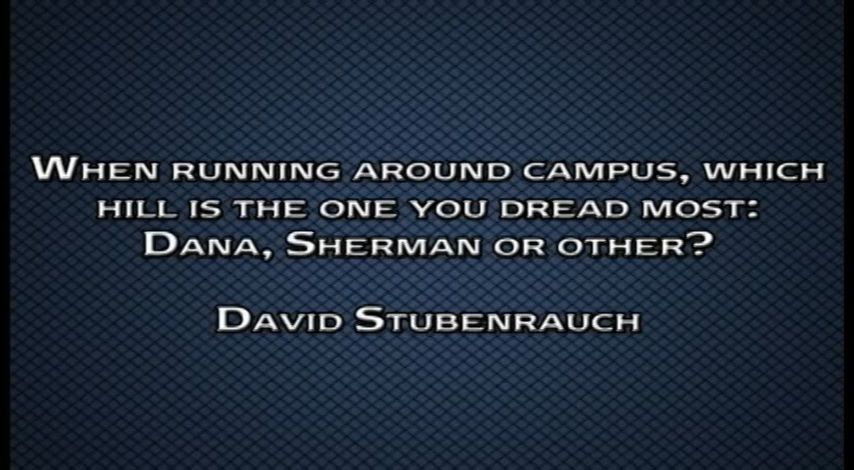 When running around campus, which
hill is the one you dread most:
Dana, Sherman or other?
David Stubenrauch